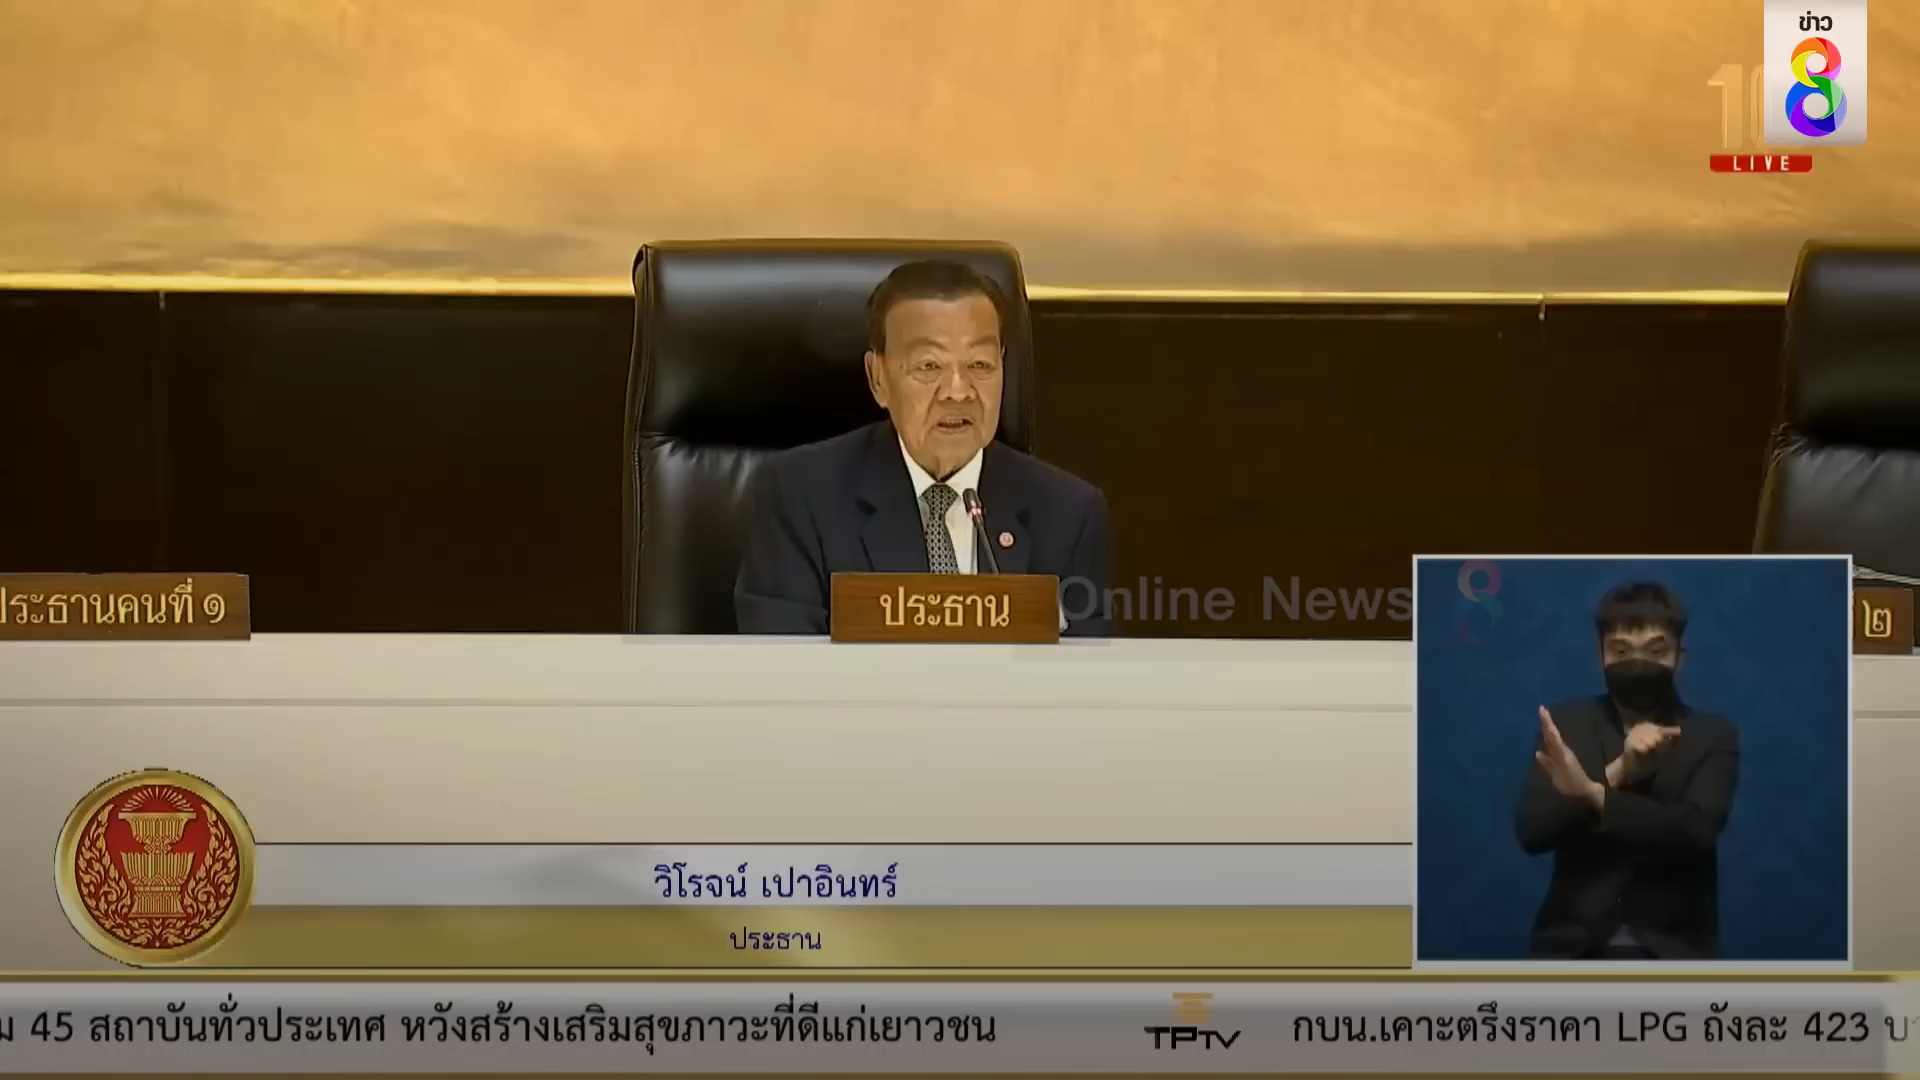 ข่าว
8
LIVE
ประธานคนที่ ๑
ประธาน
Online News 8
๒
วิโรจน์ เปาอินทร์
ประธาน
45 สถาบันทั่วประเทศ หวังสร้างเสริมสุขภาวะที่ดีแก่เยาวชน
TPTV
กบน.เคาะตรึงราคา LPG ถังละ 423